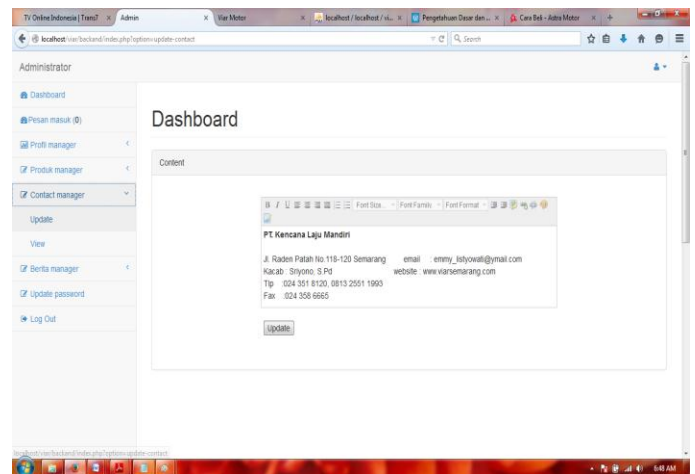 TV Online Indonesia | Trans7
Admin
Viar Motor
localhost / localhost / vi...
Pengetahuan Dasar dan ...
Cara Beli - Astra Motor
localhost/viar/backand/index.php?option=update-contact
Search
Administrator
Dashboard
Pesan masuk (0)
Profil manager
Produk manager
Contact manager
Update
View
Berita manager
Update password
Log Out
Dashboard
Content
B I U Font Size... Font Family Font Format
PT. Kencana Laju Mandiri
Jl. Raden Patah No.118-120 Semarang email : emmy_listyowati@ymail.com
Kacab : Sriyono, S.Pd website : www.viarsemarang.com
Tlp :024 351 8120, 0813 2551 1993
Fax :024 358 6665
Update
localhost/viar/backand/index.php?option=update-contact
6:48 AM